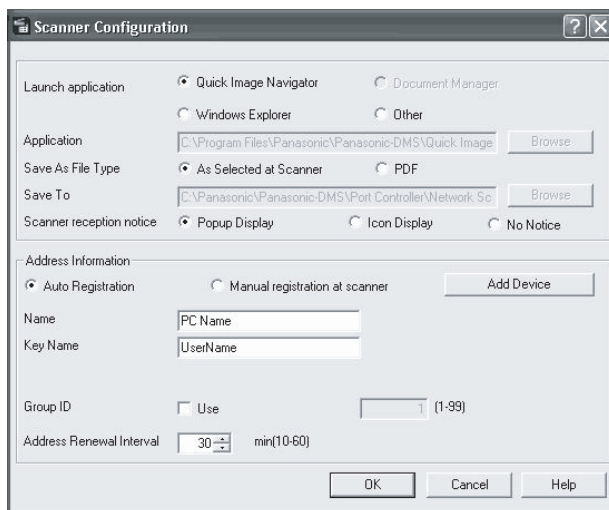 Scanner Configuration
Launch application Quick Image Navigator Document Manager
Windows Explorer Other
Application C:\Program Files\Panasonic\Panasonic-DMS\Quick Image Browse
Save As File Type As Selected at Scanner PDF
Save To C:\Panasonic\Panasonic-DMS\Port Controller\Network Sc Browse
Scanner reception notice Popup Display Icon Display No Notice
Address Information
Auto Registration Manual registration at scanner Add Device
Name PC Name
Key Name UserName
Group ID Use 1 (1-99)
Address Renewal Interval 30 min(10-60)
OK Cancel Help